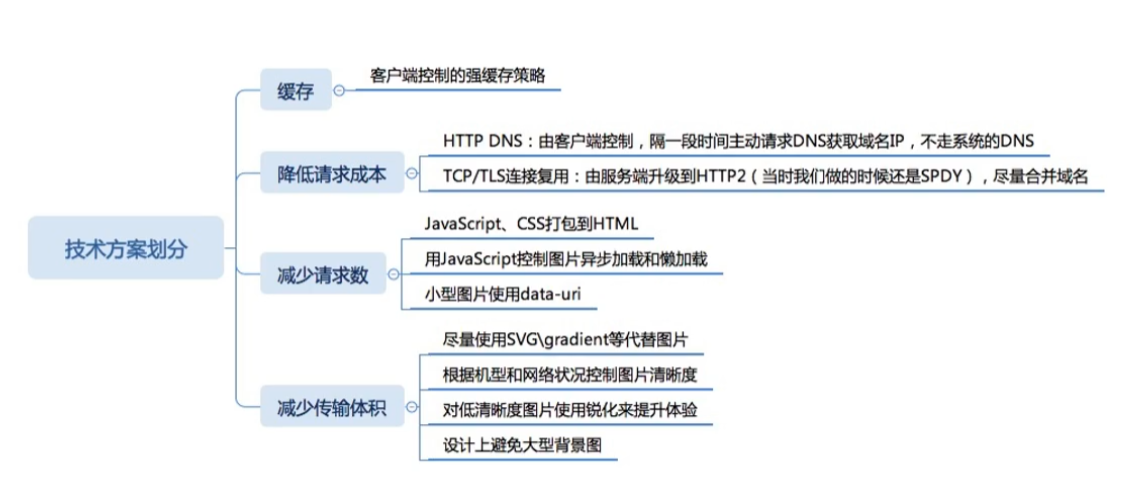 技术方案划分
缓存
客户端控制的强缓存策略
降低请求成本
HTTP DNS：由客户端控制，隔一段时间主动请求DNS获取域名IP，不走系统的DNS
TCP/TLS连接复用：由服务端升级到HTTP2（当时我们做的时候还是SPDY），尽量合并域名
减少请求数
JavaScript、CSS打包到HTML
用JavaScript控制图片异步加载和懒加载
小型图片使用data-uri
减少传输体积
尽量使用SVG\gradient等代替图片
根据机型和网络状况控制图片清晰度
对低清晰度图片使用锐化来提升体验
设计上避免大型背景图